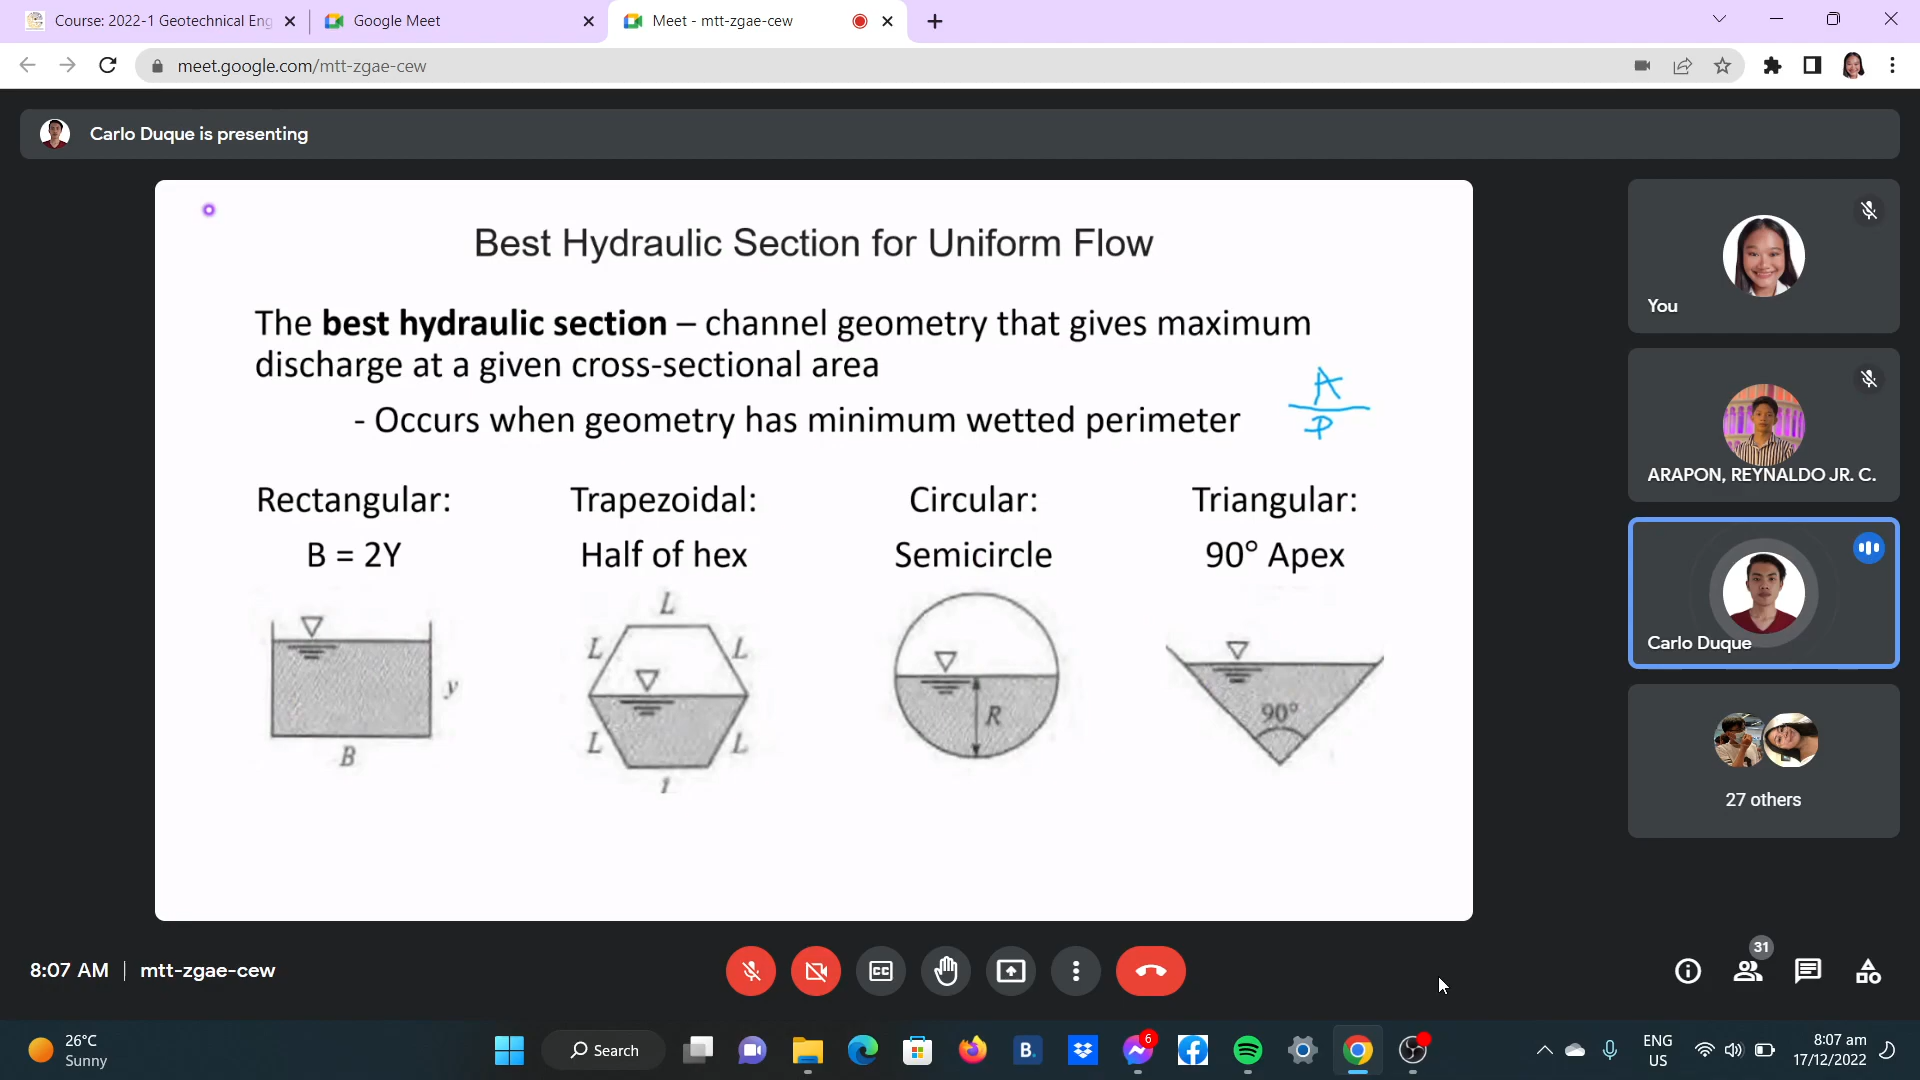 Course: 2022-1 Geotechnical Eng
Google Meet
Meet - mtt-zgae-cew
meet.google.com/mtt-zgae-cew
Carlo Duque is presenting
Best Hydraulic Section for Uniform Flow
The best hydraulic section – channel geometry that gives maximum
discharge at a given cross-sectional area
- Occurs when geometry has minimum wetted perimeter
A
P
Rectangular:
B = 2Y
Trapezoidal:
Half of hex
Circular:
Semicircle
Triangular:
90° Apex
y
B
L
L
L
L
L
R
90°
You
ARAPON, REYNALDO JR. C.
Carlo Duque
27 others
8:07 AM | mtt-zgae-cew
31
26°C
Sunny
Search
B.
6
ENG
US
8:07 am
17/12/2022